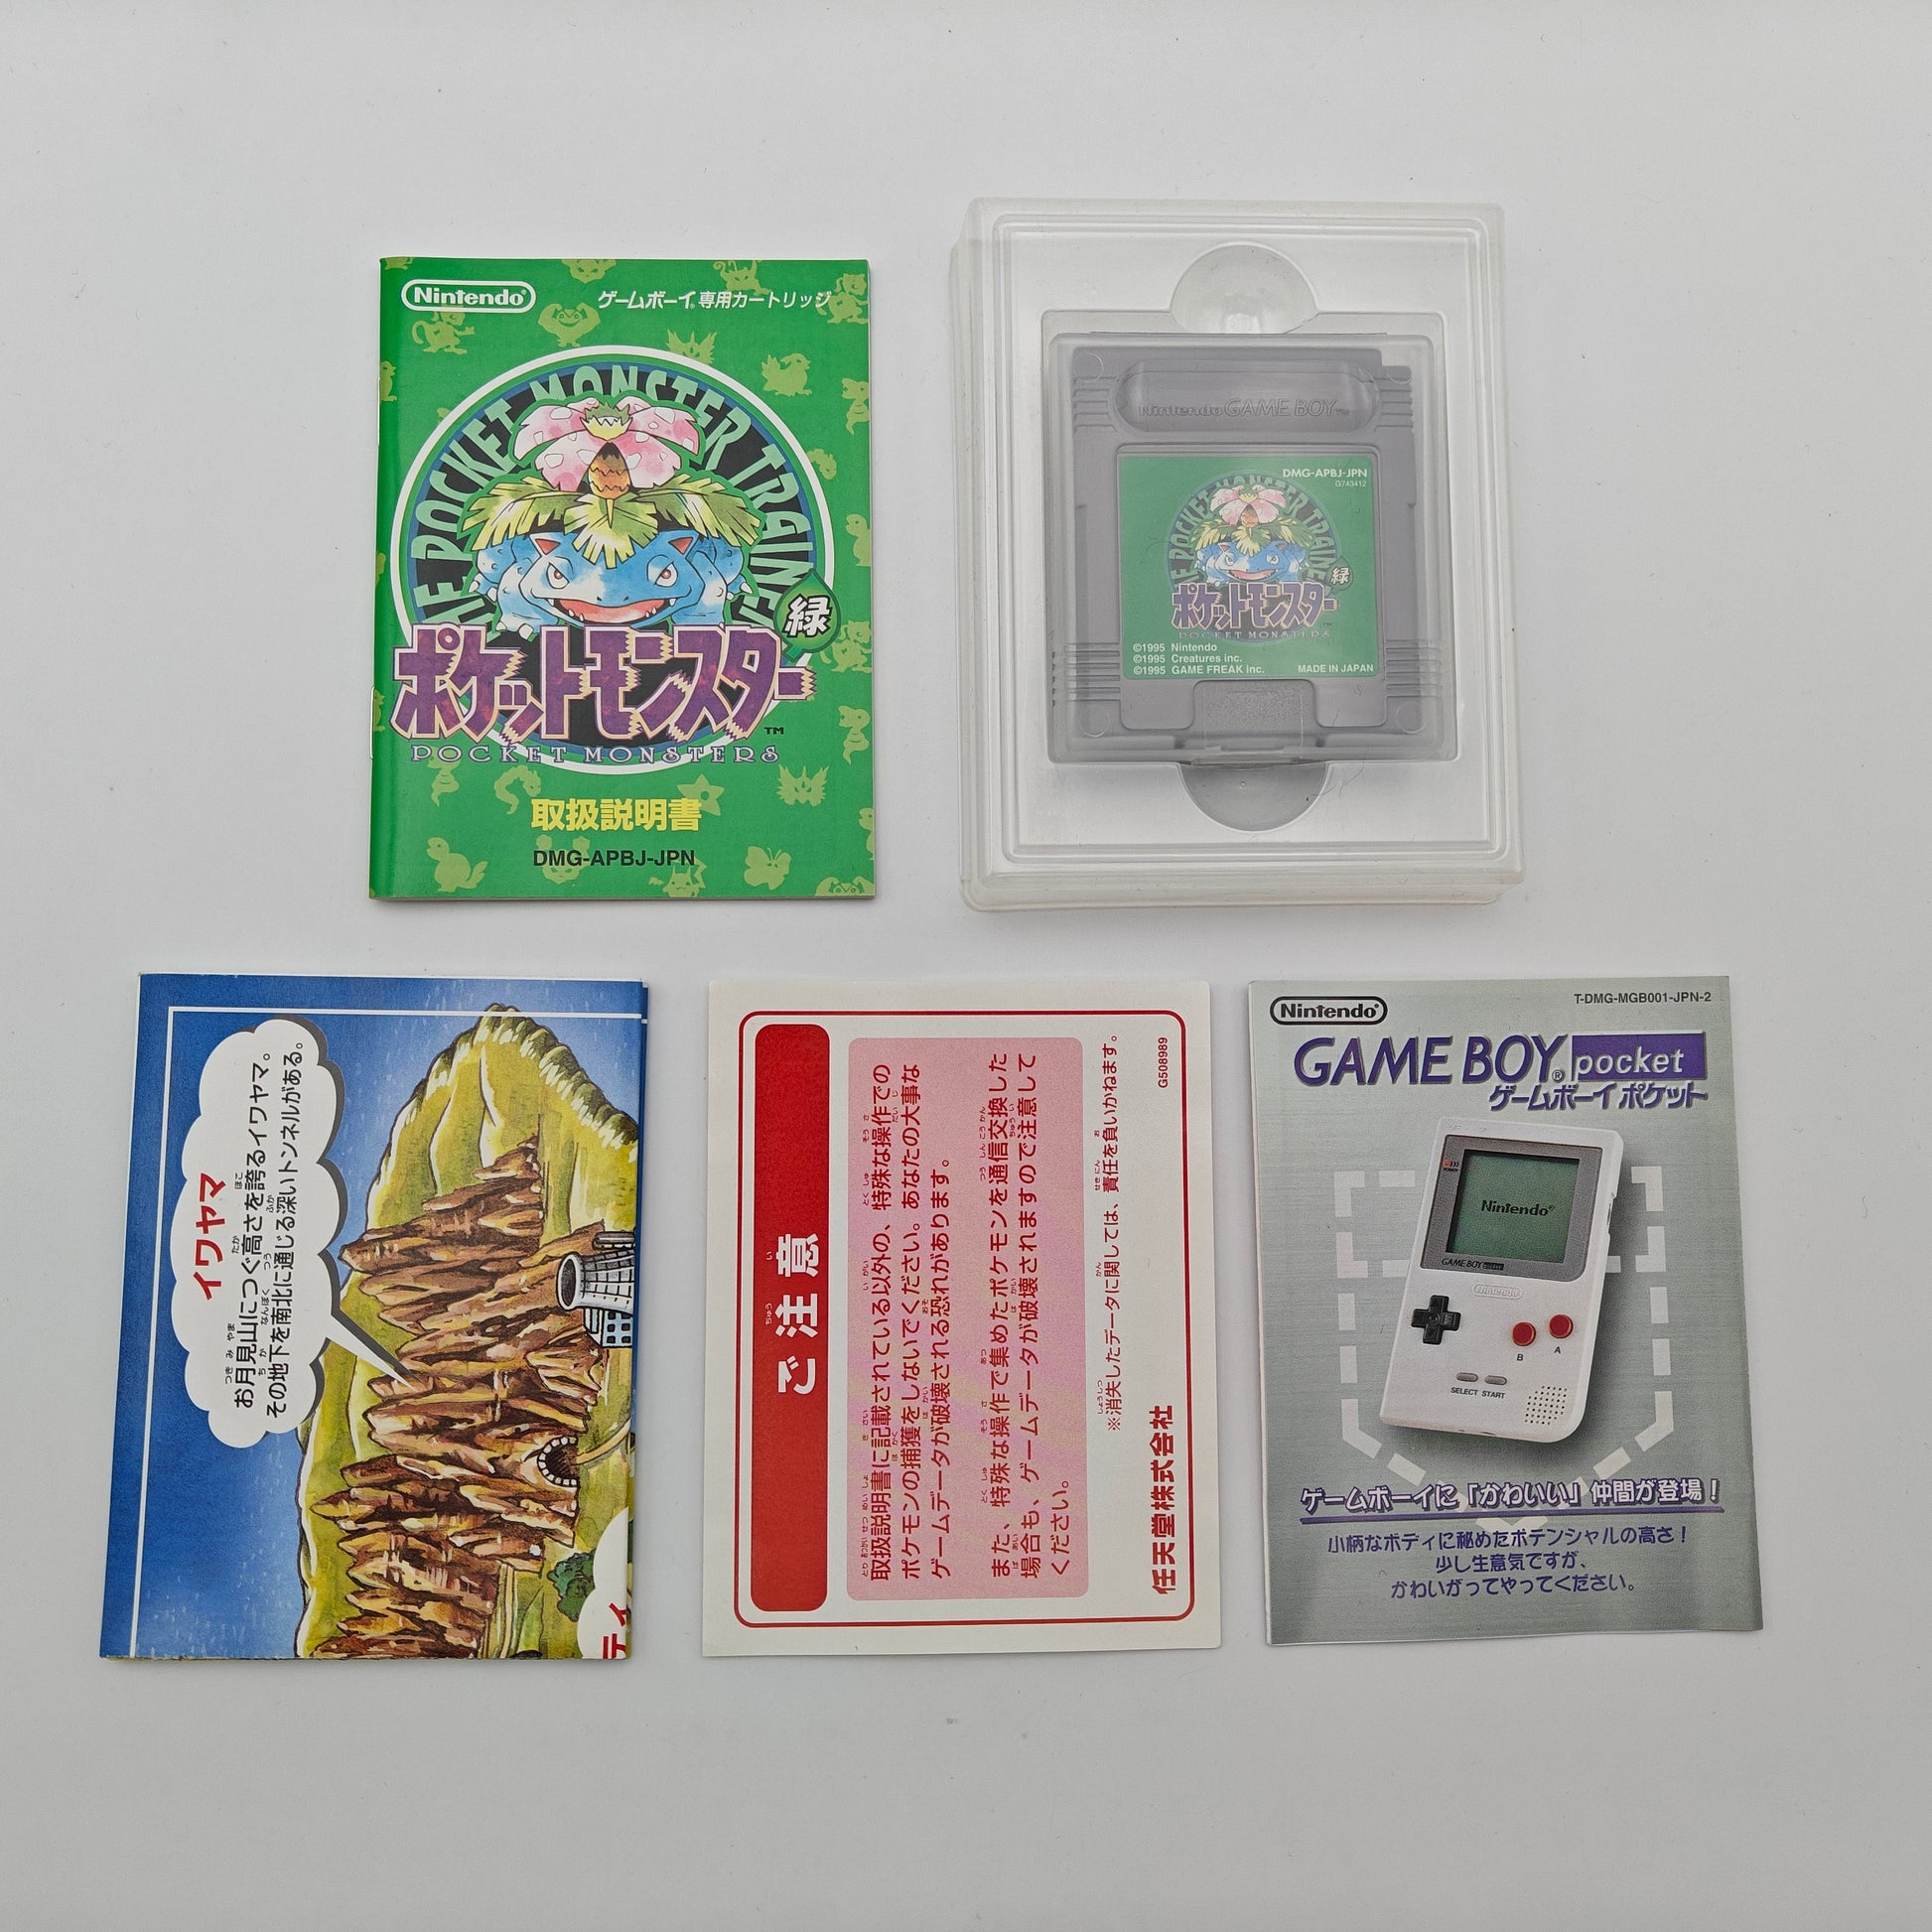 Nintendo®
ゲームボーイ®専用カートリッジ
THE POCKET MONSTER TRAINER
緑
ポケットモンスター
™
POCKET MONSTERS
取扱説明書
DMG-APBJ-JPN
Nintendo GAME BOY™
DMG-APBJ-JPN
G743412
POCKET MONSTER TRAINE
緑
ポケットモンスター
POCKET MONSTERS
©1995 Nintendo
©1995 Creatures inc.
©1995 GAME FREAK inc.
MADE IN JAPAN
イワヤマ
お月見山につぐ高さを誇るイワヤマ。
その地下を南北に通じる深いトンネルがある。
ティ
ご注意
取扱説明書に記載されている以外の、特殊な操作での
ポケモンの捕獲をしないでください。あなたの大事な
ゲームデータが破壊される恐れがあります。
また、特殊な操作で集めたポケモンを通信交換した
場合も、ゲームデータが破壊されますので注意して
ください。
※消失したデータに関しては、責任を負いかねます。
任天堂株式会社
G508989
Nintendo®
T-DMG-MGB001-JPN-2
GAME BOY® pocket
ゲームボーイ ポケット
Nintendo®
GAME BOY pocket
Nintendo
B
A
SELECT START
ゲームボーイに「かわいい」仲間が登場！
小柄なボディに秘めたポテンシャルの高さ！
少し生意気ですが、
かわいがってやってください。